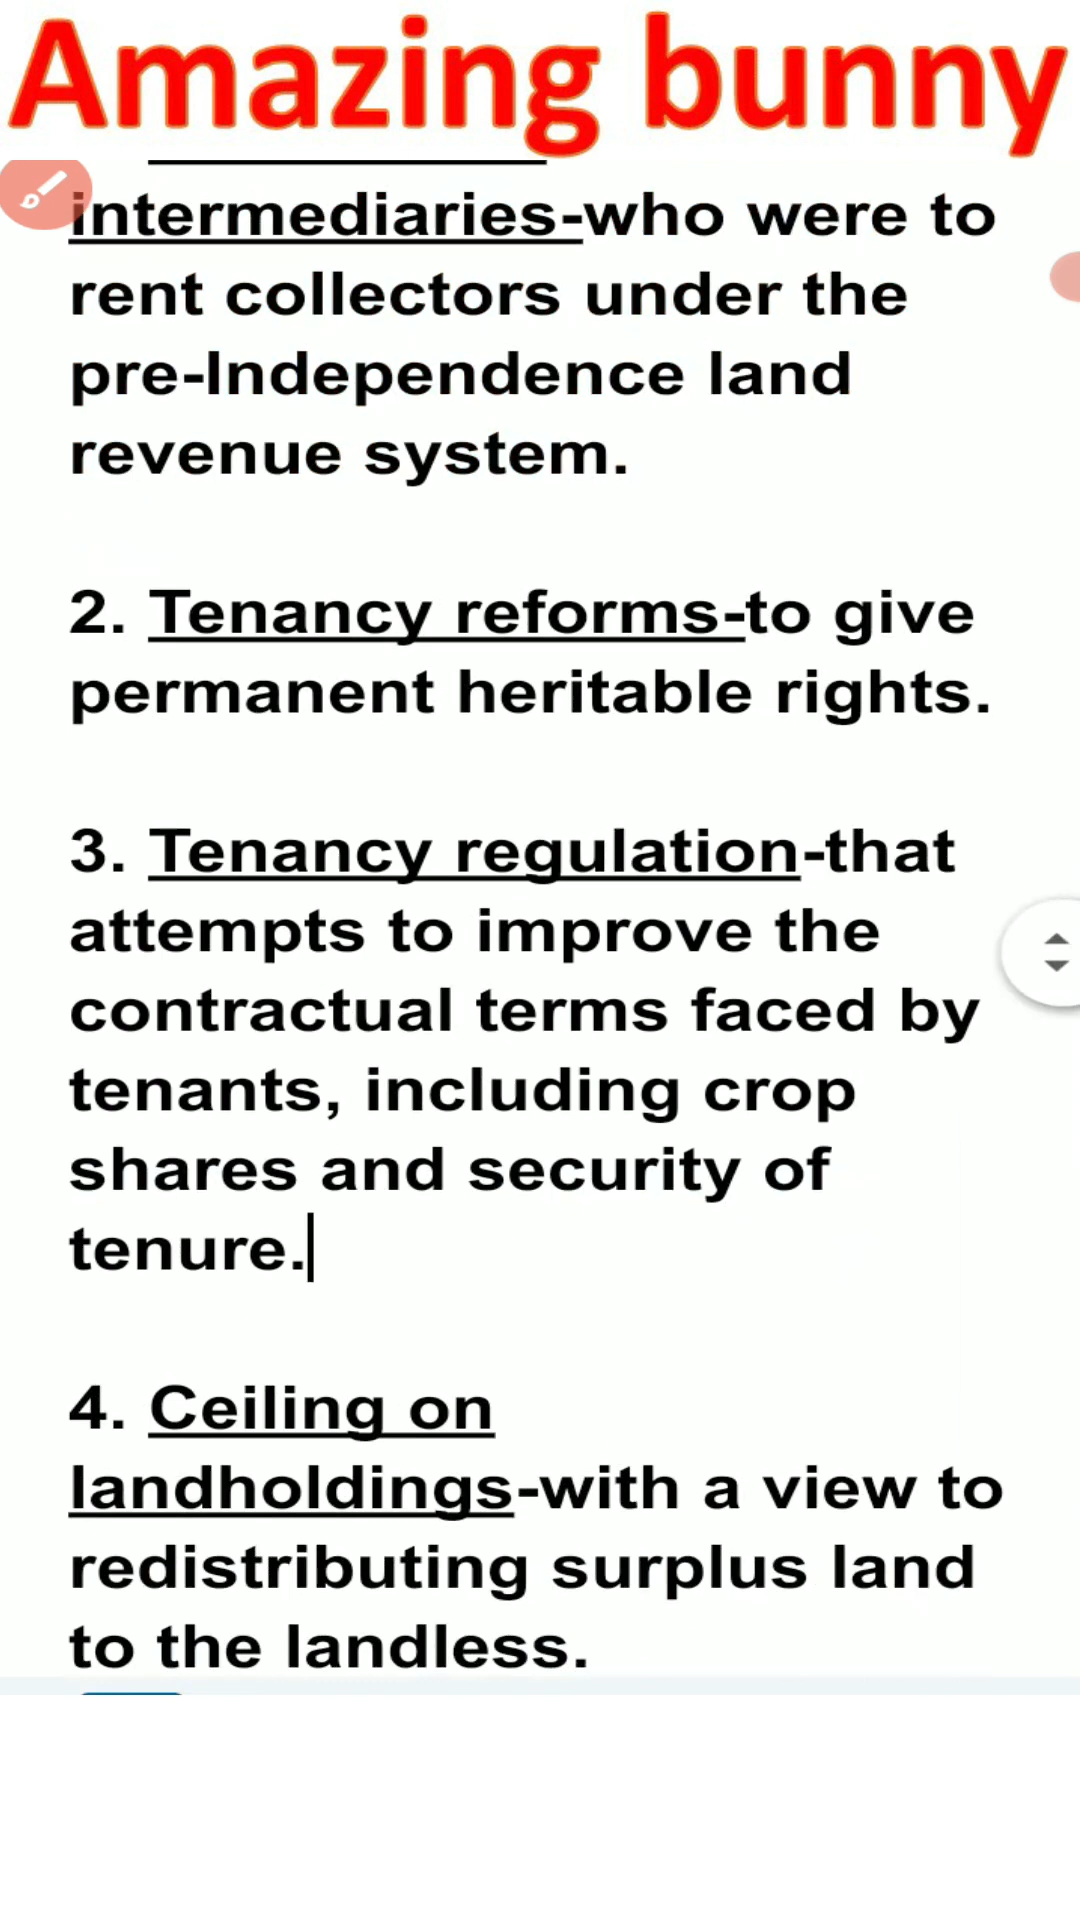 Amazing bunny
intermediaries-who were to
rent collectors under the
pre-Independence land
revenue system.
2. Tenancy reforms-to give
permanent heritable rights.
3. Tenancy regulation-that
attempts to improve the
contractual terms faced by
tenants, including crop
shares and security of
tenure.
4. Ceiling on
landholdings-with a view to
redistributing surplus land
to the landless.